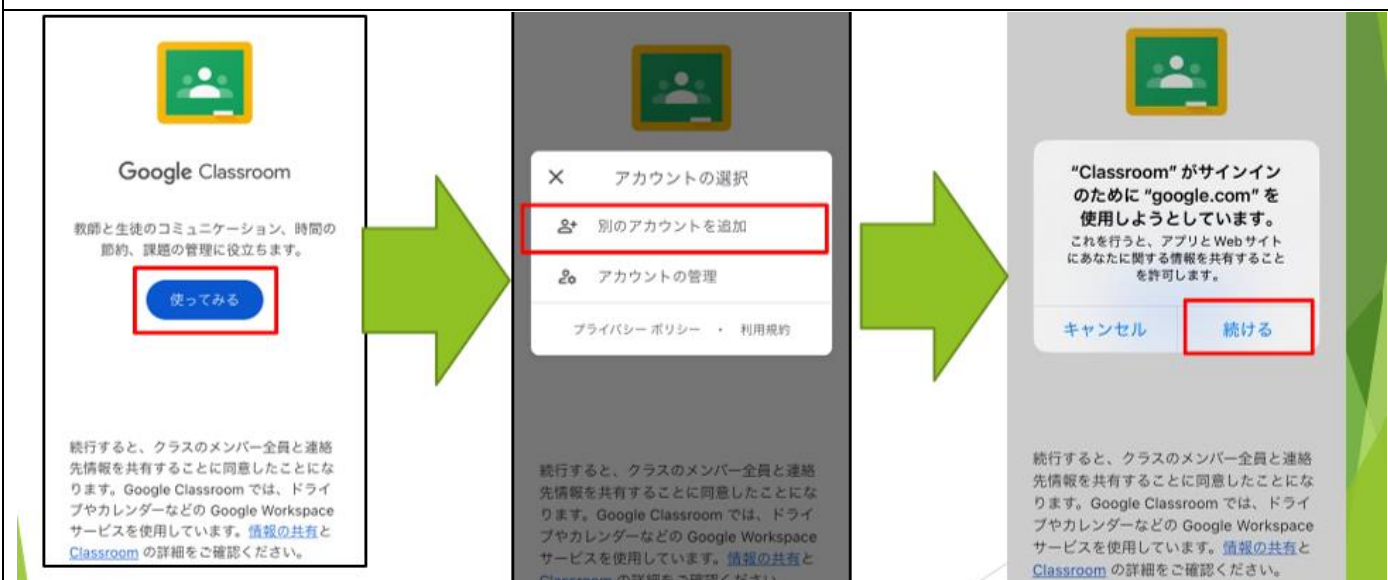 Google Classroom
教師と生徒のコミュニケーション、時間の
節約、課題の管理に役立ちます。
使ってみる
続行すると、クラスのメンバー全員と連絡
先情報を共有することに同意したことにな
ります。Google Classroom では、ドライ
ブやカレンダーなどの Google Workspace
サービスを使用しています。情報の共有と
Classroom の詳細をご確認ください。
アカウントの選択
別のアカウントを追加
アカウントの管理
プライバシー ポリシー ・ 利用規約
続行すると、クラスのメンバー全員と連絡
先情報を共有することに同意したことにな
ります。Google Classroom では、ドライ
ブやカレンダーなどの Google Workspace
サービスを使用しています。情報の共有と
Classroom の詳細をご確認ください。
"Classroom" がサインイン
のために "google.com" を
使用しようとしています。
これを行うと、アプリと Web サイト
にあなたに関する情報を共有すること
を許可します。
キャンセル
続ける
続行すると、クラスのメンバー全員と連絡
先情報を共有することに同意したことにな
ります。Google Classroom では、ドライ
ブやカレンダーなどの Google Workspace
サービスを使用しています。情報の共有と
Classroom の詳細をご確認ください。